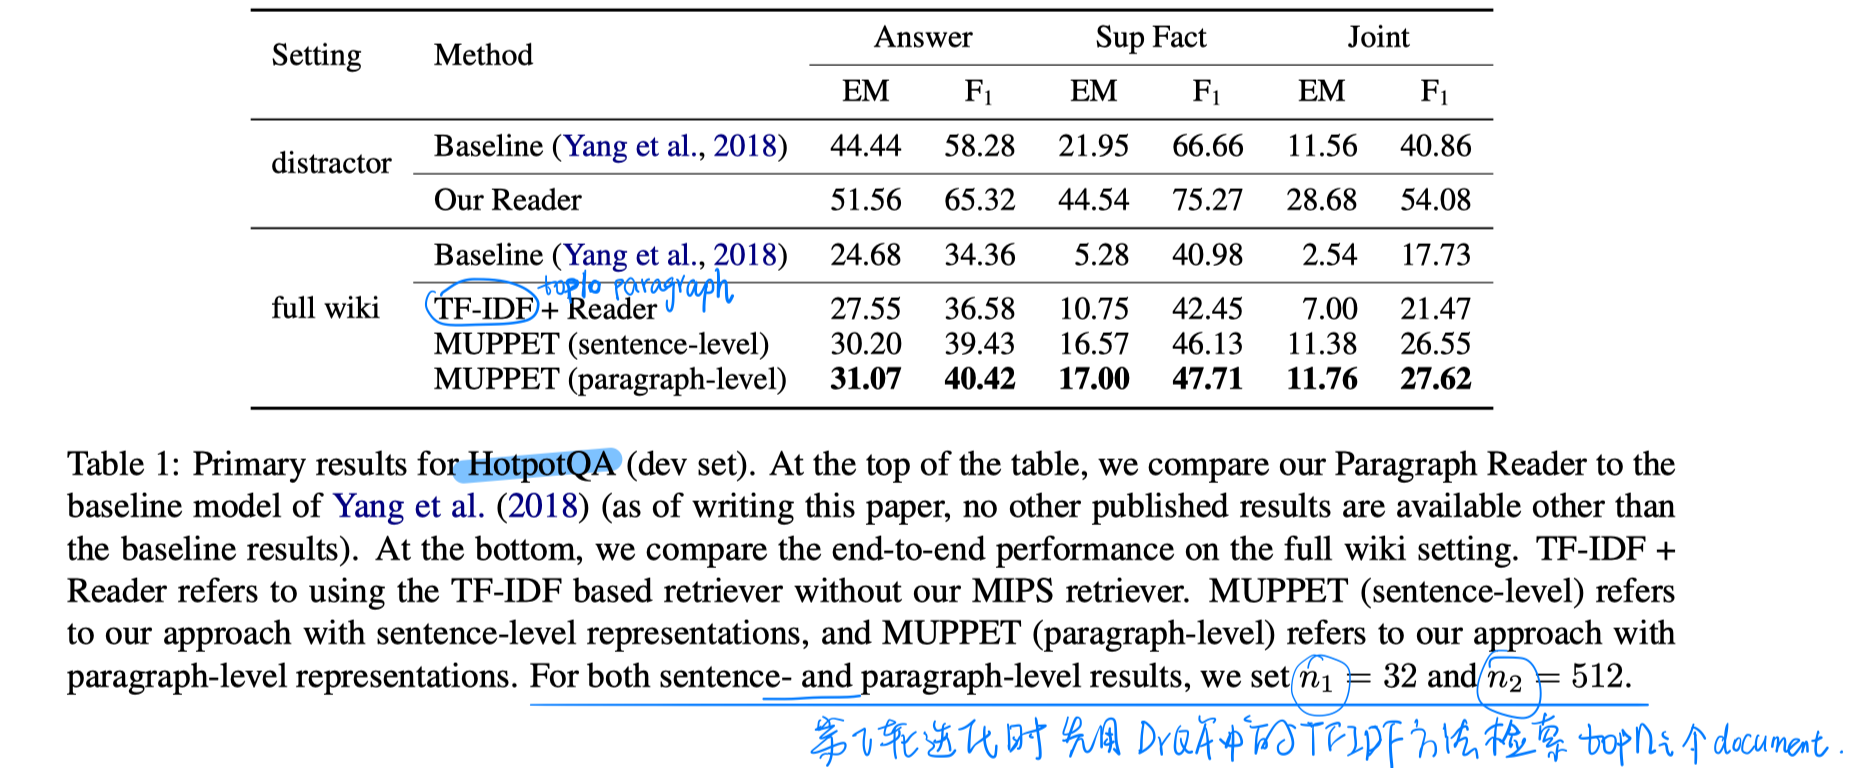 Setting Method Answer Sup Fact Joint
EM F₁ EM F₁ EM F₁
distractor Baseline (Yang et al., 2018) 44.44 58.28 21.95 66.66 11.56 40.86
Our Reader 51.56 65.32 44.54 75.27 28.68 54.08
full wiki Baseline (Yang et al., 2018) 24.68 34.36 5.28 40.98 2.54 17.73
top10 paragraph
TF-IDF + Reader 27.55 36.58 10.75 42.45 7.00 21.47
MUPPET (sentence-level) 30.20 39.43 16.57 46.13 11.38 26.55
MUPPET (paragraph-level) 31.07 40.42 17.00 47.71 11.76 27.62
Table 1: Primary results for HotpotQA (dev set). At the top of the table, we compare our Paragraph Reader to the
baseline model of Yang et al. (2018) (as of writing this paper, no other published results are available other than
the baseline results). At the bottom, we compare the end-to-end performance on the full wiki setting. TF-IDF +
Reader refers to using the TF-IDF based retriever without our MIPS retriever. MUPPET (sentence-level) refers
to our approach with sentence-level representations, and MUPPET (paragraph-level) refers to our approach with
paragraph-level representations. For both sentence- and paragraph-level results, we set n₁ = 32 and n₂ = 512.
第i轮迭代时先用DrQA中的TFIDF方法检索topni个document.